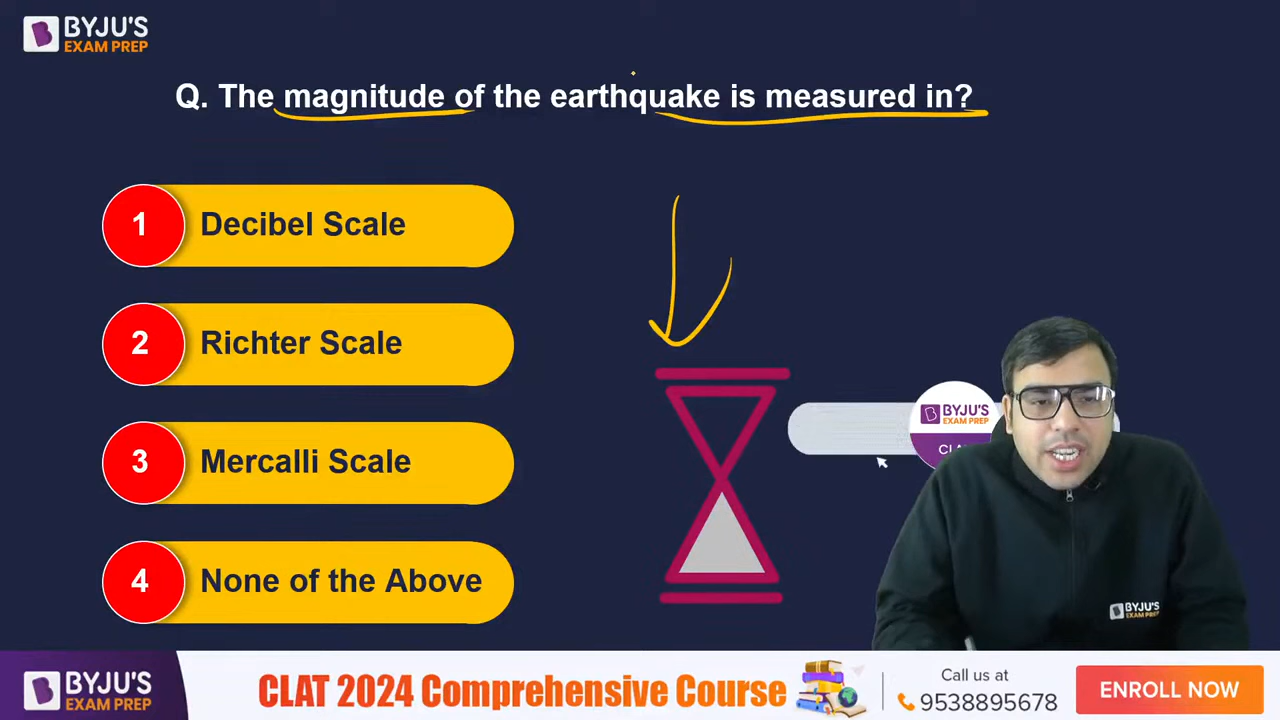 BYJU'S
EXAM PREP
Q. The magnitude of the earthquake is measured in?
1 Decibel Scale
2 Richter Scale
3 Mercalli Scale
4 None of the Above
BYJU'S
EXAM PREP
BYJU'S
EXAM PREP
BYJU'S
EXAM PREP
CLAT 2024 Comprehensive Course
Call us at
9538895678
ENROLL NOW